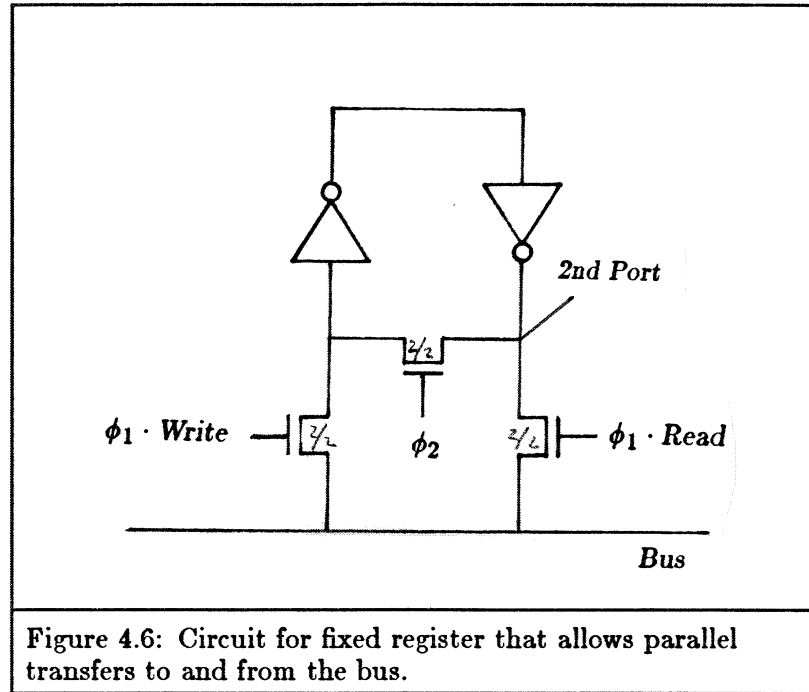 2nd Port
2/2
ϕ₁ · Write
2/2
ϕ₂
2/2
ϕ₁ · Read
Bus
Figure 4.6: Circuit for fixed register that allows parallel
transfers to and from the bus.